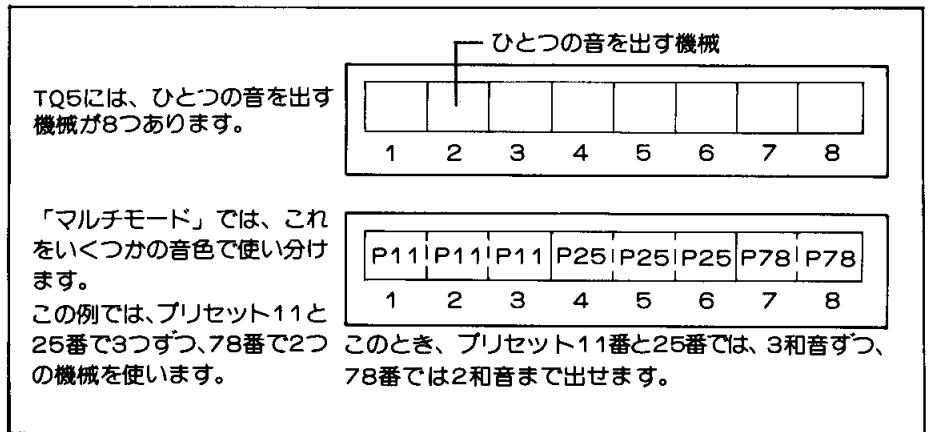 ひとつの音を出す機械
TQ5には、ひとつの音を出す
機械が8つあります。
1 2 3 4 5 6 7 8
「マルチモード」では、これ
をいくつかの音色で使い分け
ます。
この例では、プリセット11と
25番で3つずつ、78番で2つ
の機械を使います。
P11 P11 P11 P25 P25 P25 P78 P78
1 2 3 4 5 6 7 8
このとき、プリセット11番と25番では、3和音ずつ、
78番では2和音まで出せます。